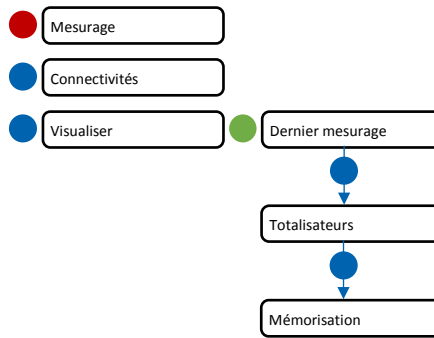 Mesurage
Connectivités
Visualiser
Dernier mesurage
Totalisateurs
Mémorisation